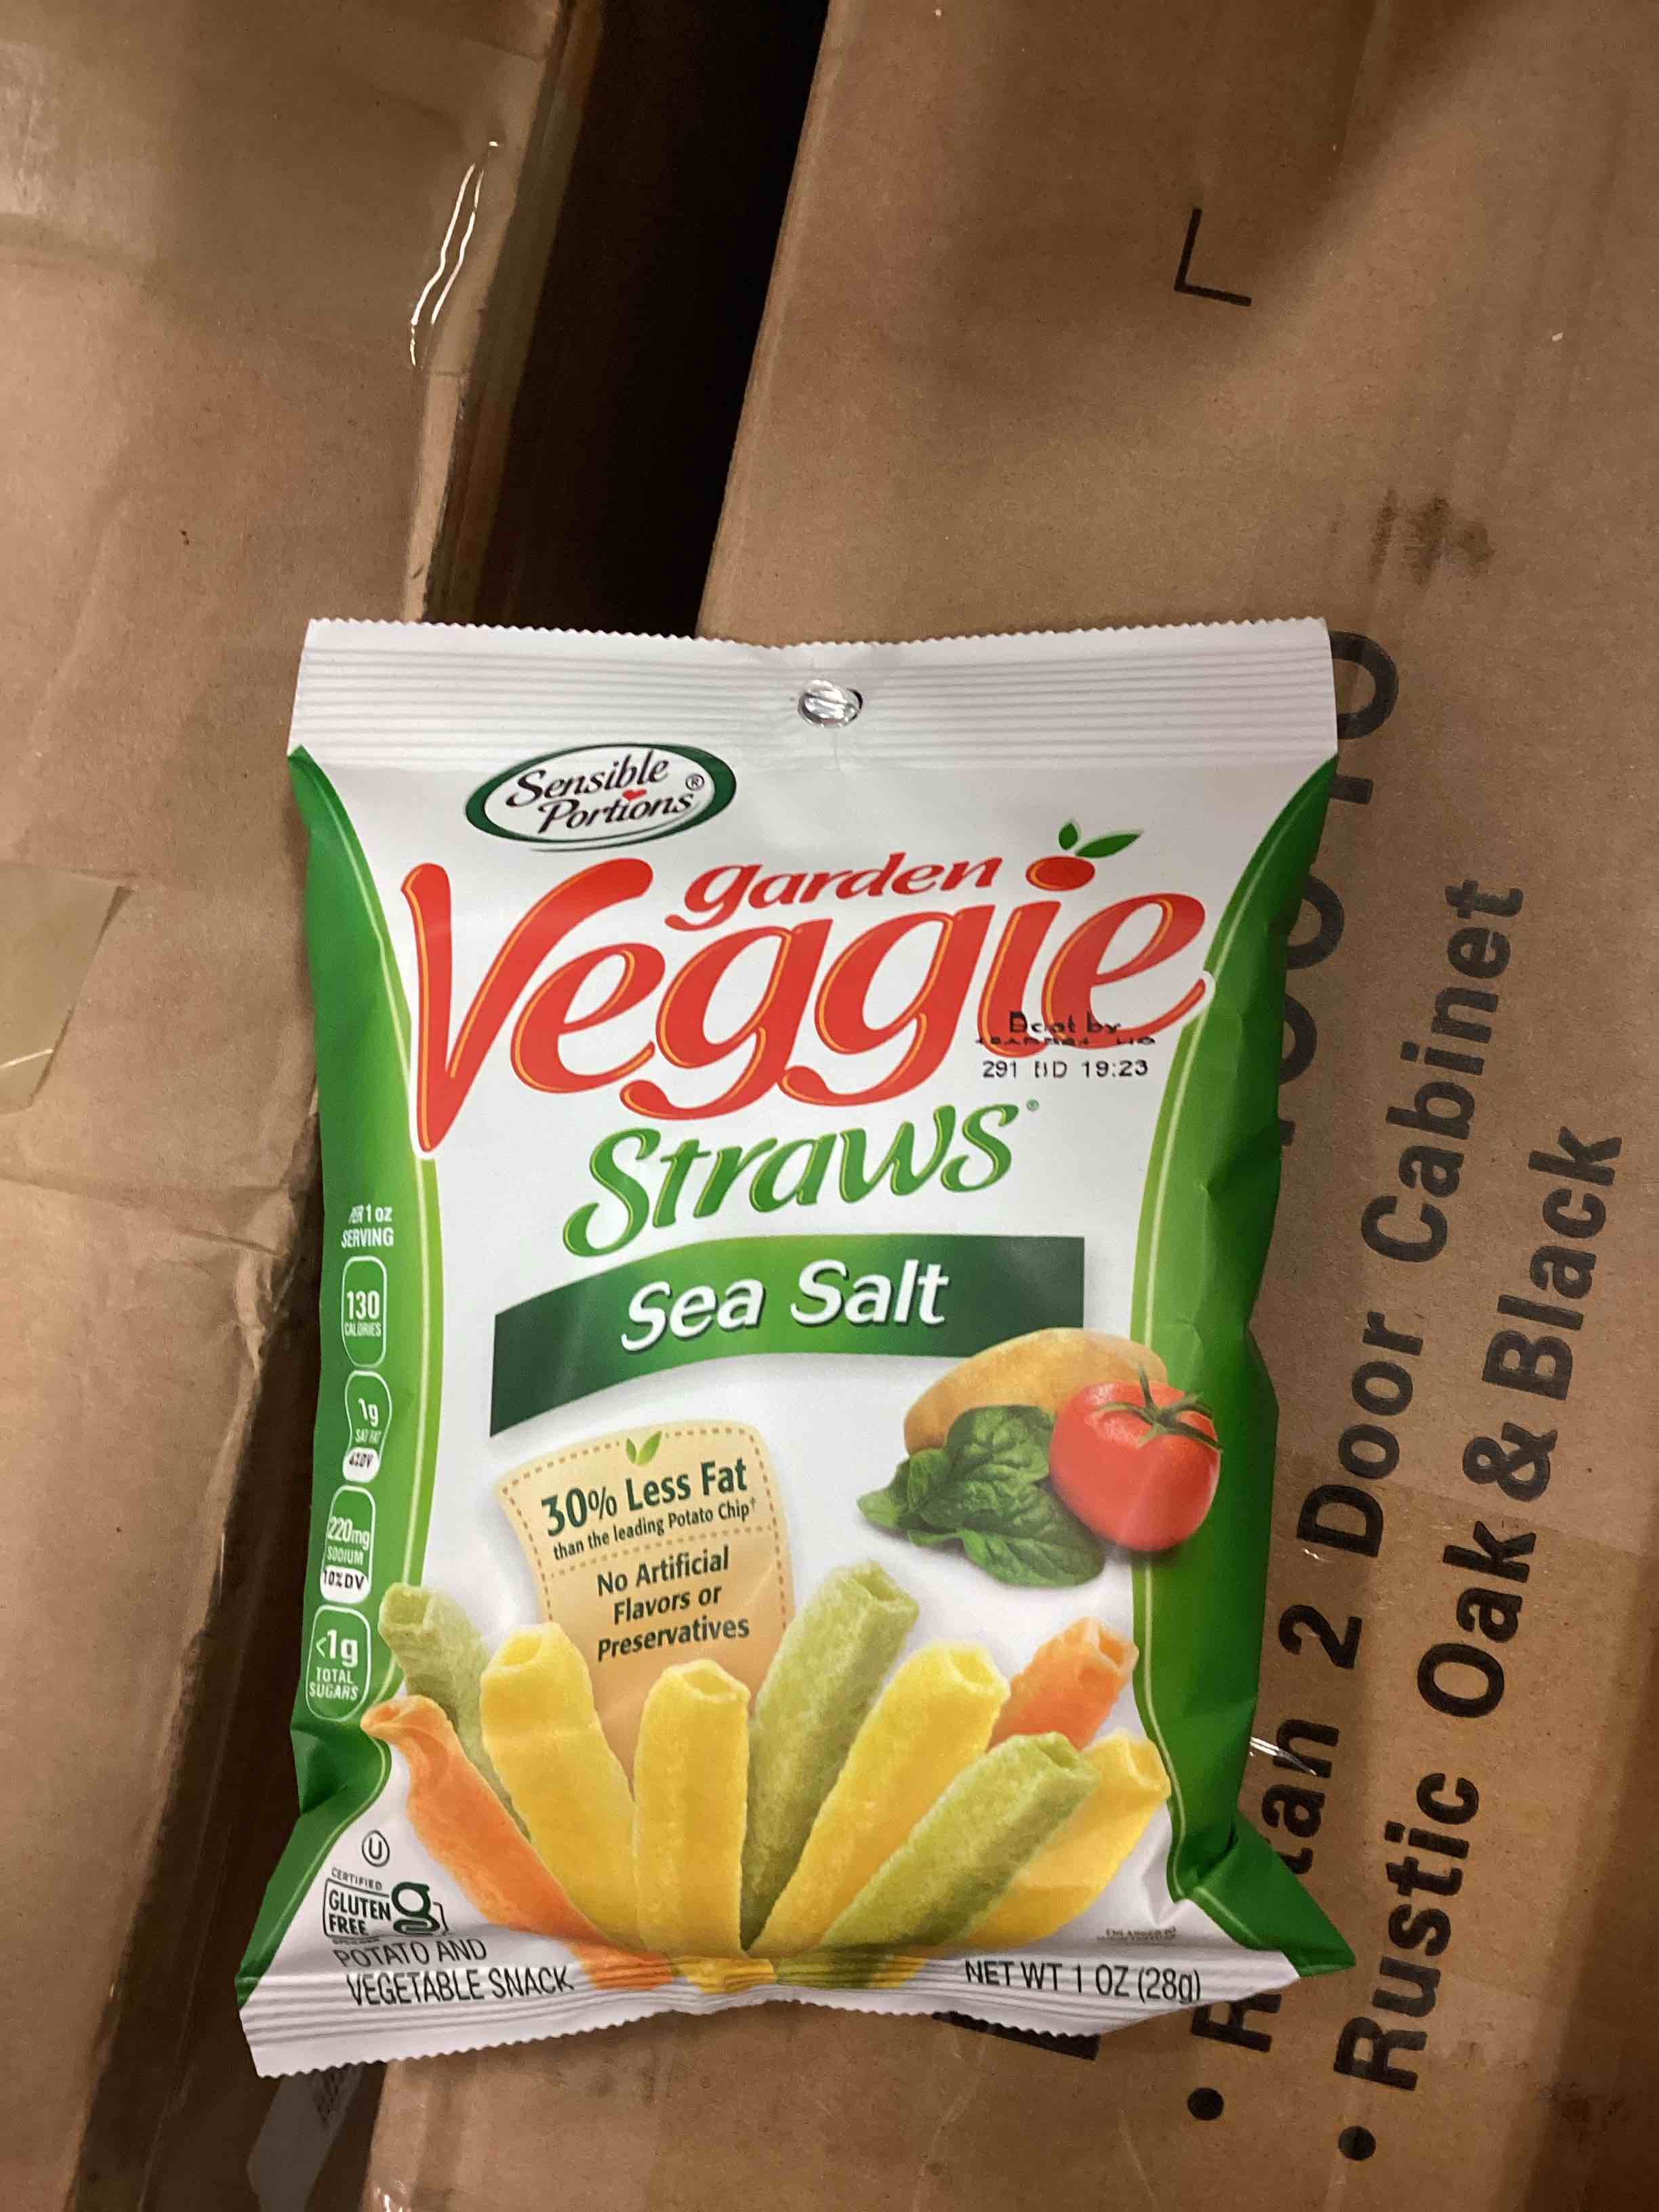 Sensible
Portions®
garden
Veggie
Straws®
Best by
291 BD 19:23
Sea Salt
PER 1 oz
SERVING
130
CALORIES
1g
SAT FAT
220mg
SODIUM
10% DV
<1g
TOTAL
SUGARS
30% Less Fat
than the leading Potato Chip†
No Artificial
Flavors or
Preservatives
U
CERTIFIED
GLUTEN
FREE
g
POTATO AND
VEGETABLE SNACK
NET WT 1 OZ (28g)
L
2 Door Cabinet
• Rustic Oak & Black